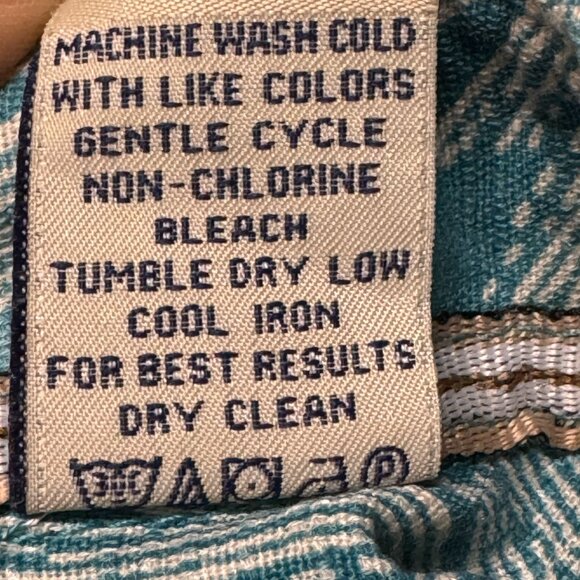 MACHINE WASH COLD
WITH LIKE COLORS
GENTLE CYCLE
NON-CHLORINE
BLEACH
TUMBLE DRY LOW
COOL IRON
FOR BEST RESULTS
DRY CLEAN
P